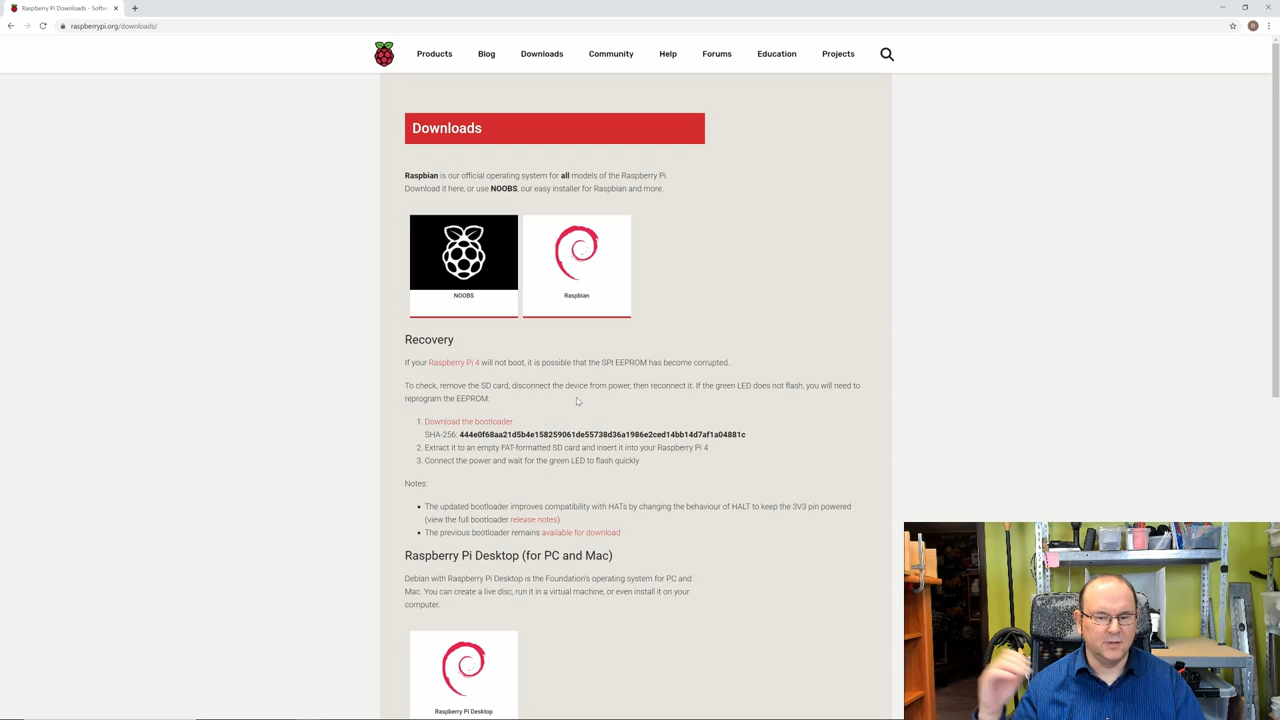 Raspberry Pi Downloads - Softw
raspberrypi.org/downloads/
R
Products Blog Downloads Community Help Forums Education Projects
Downloads
Raspbian is our official operating system for all models of the Raspberry Pi.
Download it here, or use NOOBS, our easy installer for Raspbian and more.
NOOBS Raspbian
Recovery
If your Raspberry Pi 4 will not boot, it is possible that the SPI EEPROM has become corrupted.
To check, remove the SD card, disconnect the device from power, then reconnect it. If the green LED does not flash, you will need to
reprogram the EEPROM:
1. Download the bootloader
SHA-256: 444e0f68aa21d5b4e158259061de55738d36a1986e2ced14bb14d7af1a04881c
2. Extract it to an empty FAT-formatted SD card and insert it into your Raspberry Pi 4
3. Connect the power and wait for the green LED to flash quickly
Notes:
• The updated bootloader improves compatibility with HATs by changing the behaviour of HALT to keep the 3V3 pin powered
(view the full bootloader release notes)
• The previous bootloader remains available for download
Raspberry Pi Desktop (for PC and Mac)
Debian with Raspberry Pi Desktop is the Foundation's operating system for PC and
Mac. You can create a live disc, run it in a virtual machine, or even install it on your
computer.
Raspberry Pi Desktop